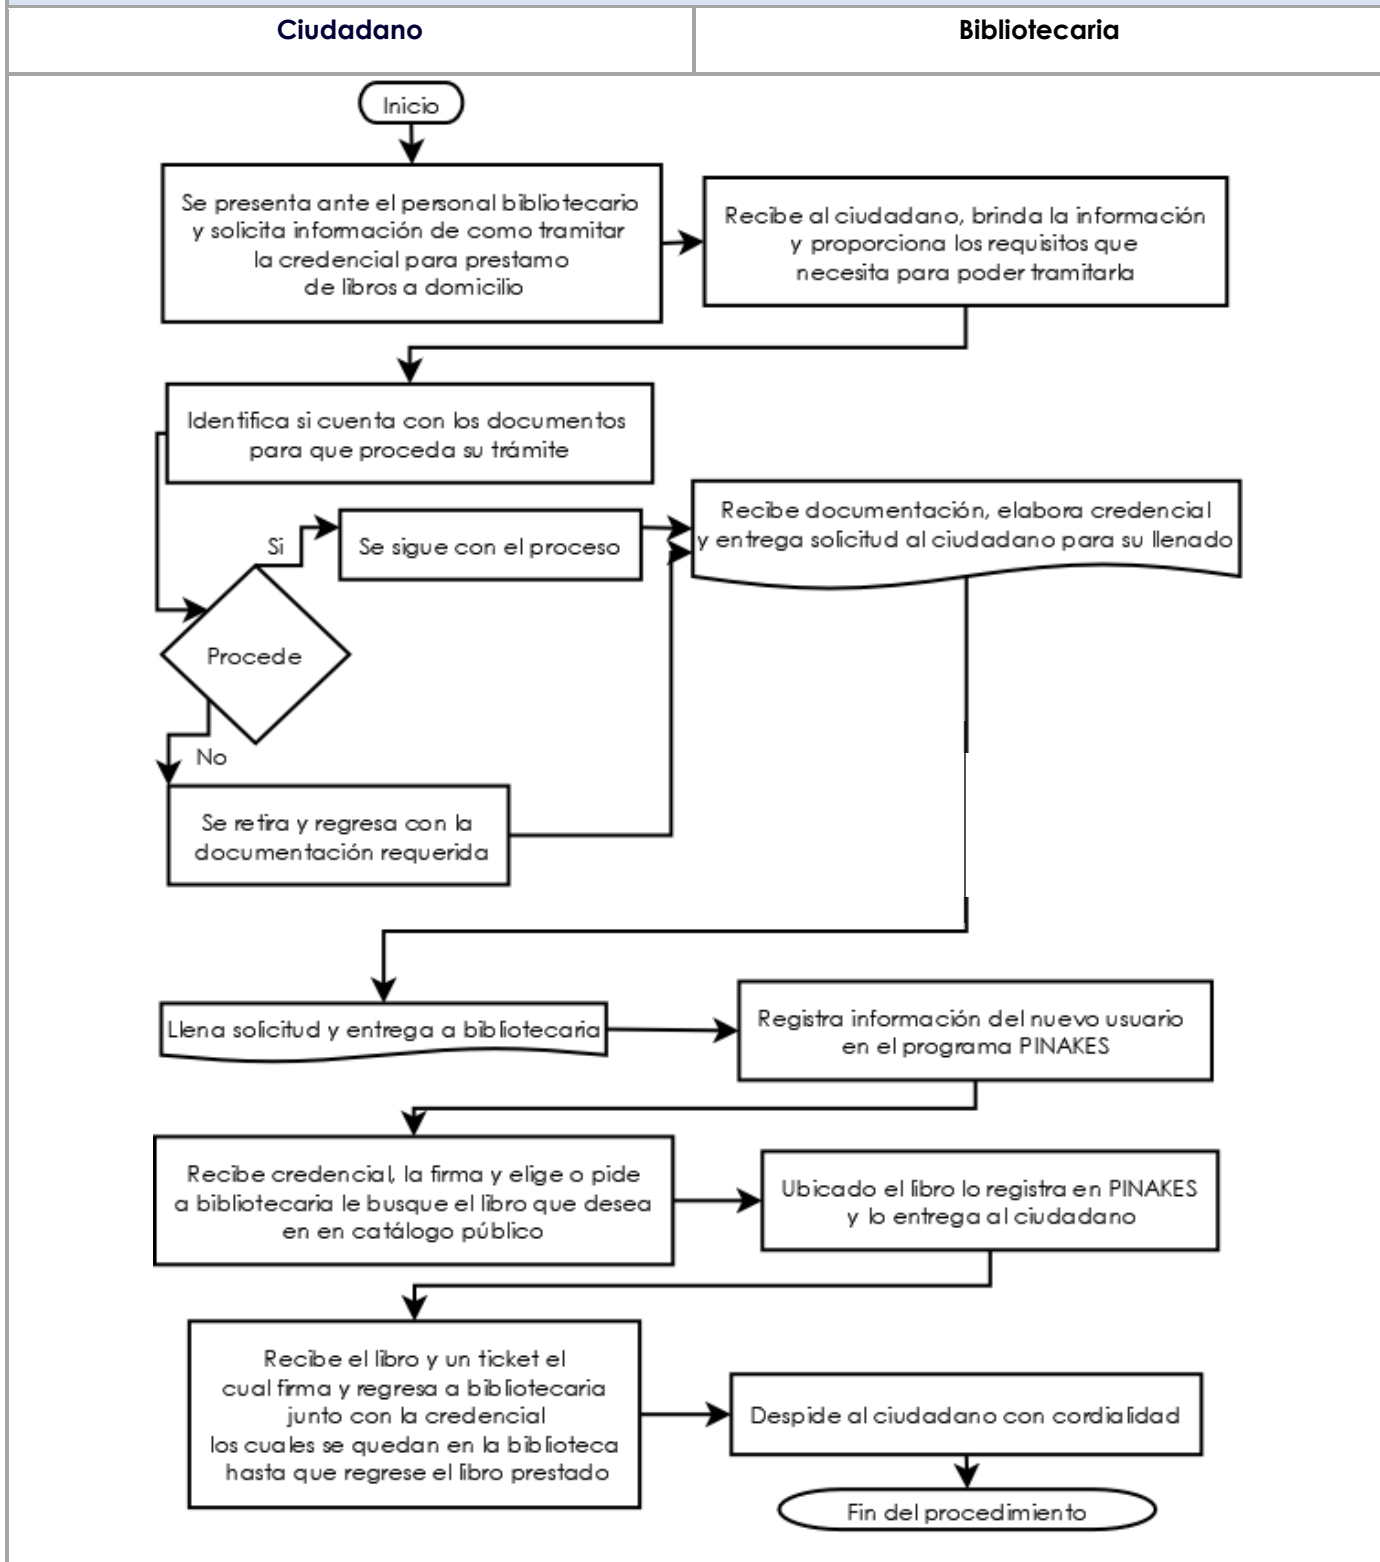 Ciudadano
Bibliotecaria
Inicio
Se presenta ante el personal bibliotecario
y solicita información de como tramitar
la credencial para prestamo
de libros a domicilio
Recibe al ciudadano, brinda la información
y proporciona los requisitos que
necesita para poder tramitarla
Identifica si cuenta con los documentos
para que proceda su trámite
Si
Se sigue con el proceso
Recibe documentación, elabora credencial
y entrega solicitud al ciudadano para su llenado
Procede
No
Se retira y regresa con la
documentación requerida
Llena solicitud y entrega a bibliotecaria
Registra información del nuevo usuario
en el programa PINAKES
Recibe credencial, la firma y elige o pide
a bibliotecaria le busque el libro que desea
en en catálogo público
Ubicado el libro lo registra en PINAKES
y lo entrega al ciudadano
Recibe el libro y un ticket el
cual firma y regresa a bibliotecaria
junto con la credencial
los cuales se quedan en la biblioteca
hasta que regrese el libro prestado
Despide al ciudadano con cordialidad
Fin del procedimiento